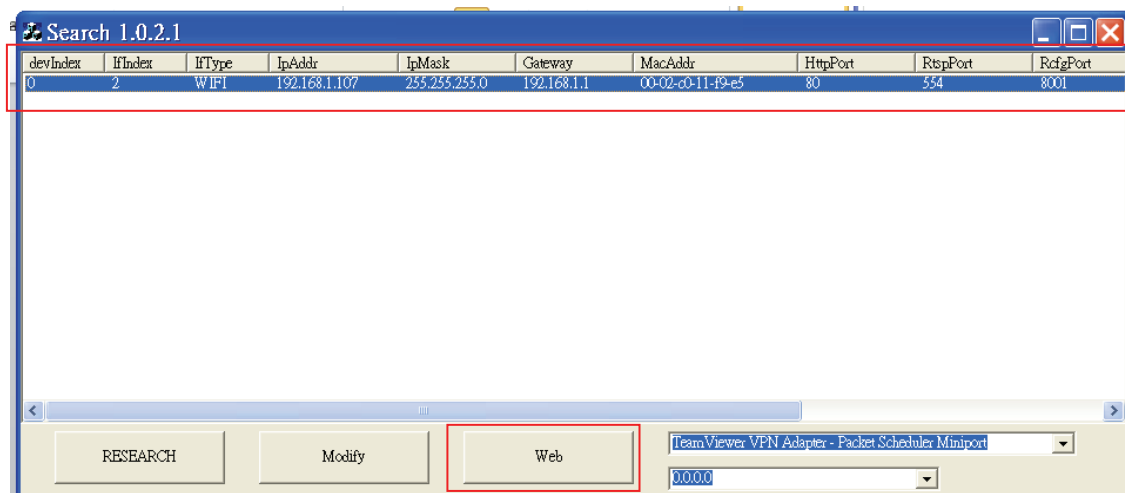 Search 1.0.2.1
devIndex IfIndex IfType IpAddr IpMask Gateway MacAddr HttpPort RtspPort RcfgPort
0 2 WIFI 192.168.1.107 255.255.255.0 192.168.1.1 00-02-c0-11-f9-e5 80 554 8001
RESEARCH Modify Web TeamViewer VPN Adapter - Packet Scheduler Miniport
0.0.0.0